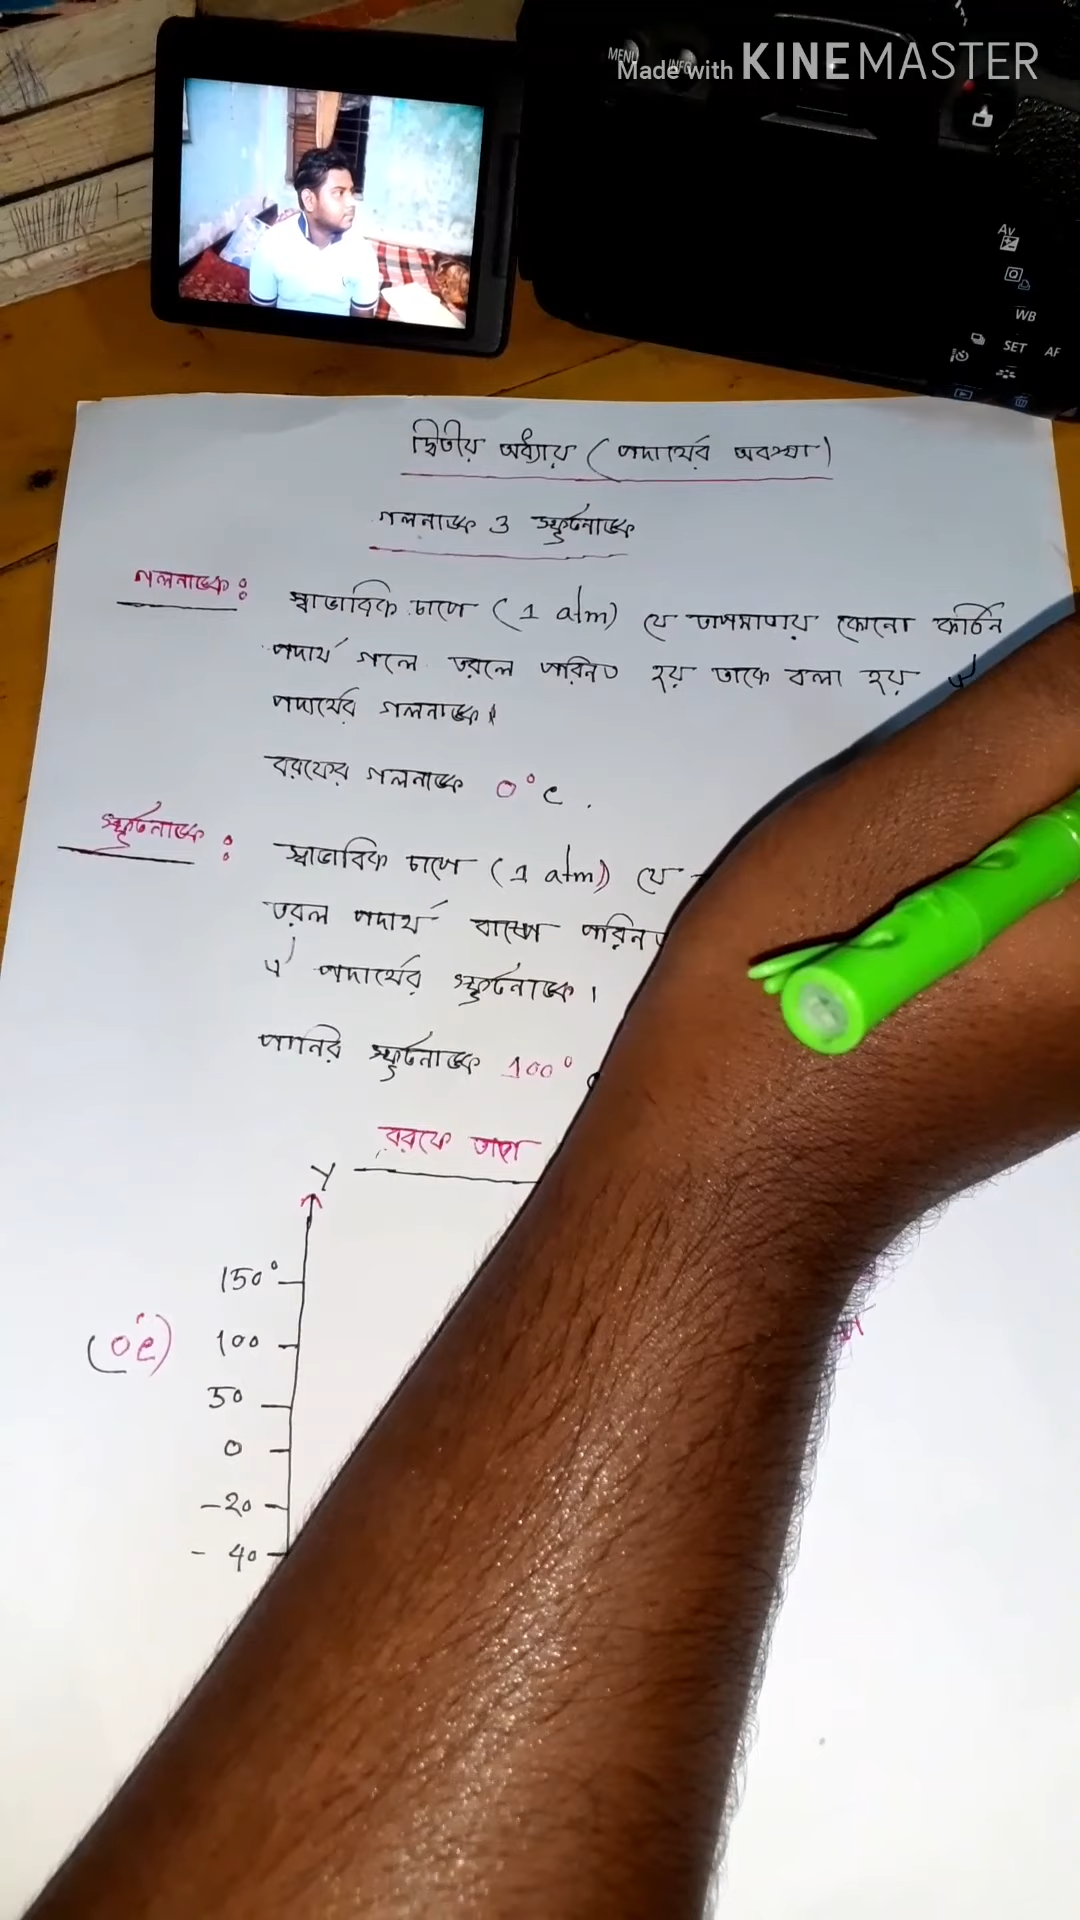 MENU
INFO
Made with KINEMASTER
Av
WB
SET AF
দ্বিতীয় অধ্যায় ( পদার্থের অবস্থা )
গলনাঙ্ক ও স্ফুটনাঙ্ক
গলনাঙ্ক :
স্বাভাবিক চাপে ( 1 atm) যে তাপমাত্রায় কোনো কঠিন
পদার্থ গলে তরলে পরিনত হয় তাকে বলা হয় ঐ
পদার্থের গলনাঙ্ক।
বরফের গলনাঙ্ক 0°C .
স্ফুটনাঙ্ক :
স্বাভাবিক চাপে ( 1 atm) যে
তরল পদার্থ বাষ্পে পরিনত
ঐ পদার্থের স্ফুটনাঙ্ক।
পানির স্ফুটনাঙ্ক 100°
বরফে তাপ
Y
150°
(0°C) 100
50
0
-20
- 40